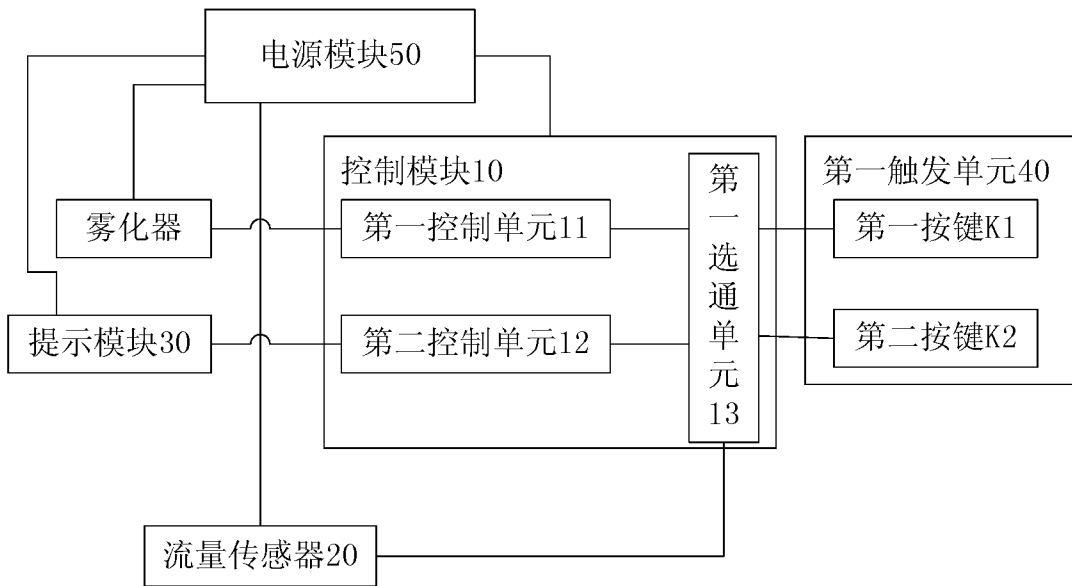 电源模块50
控制模块10
第一选通单元13
第一触发单元40
雾化器
第一控制单元11
第一按键K1
提示模块30
第二控制单元12
第二按键K2
流量传感器20